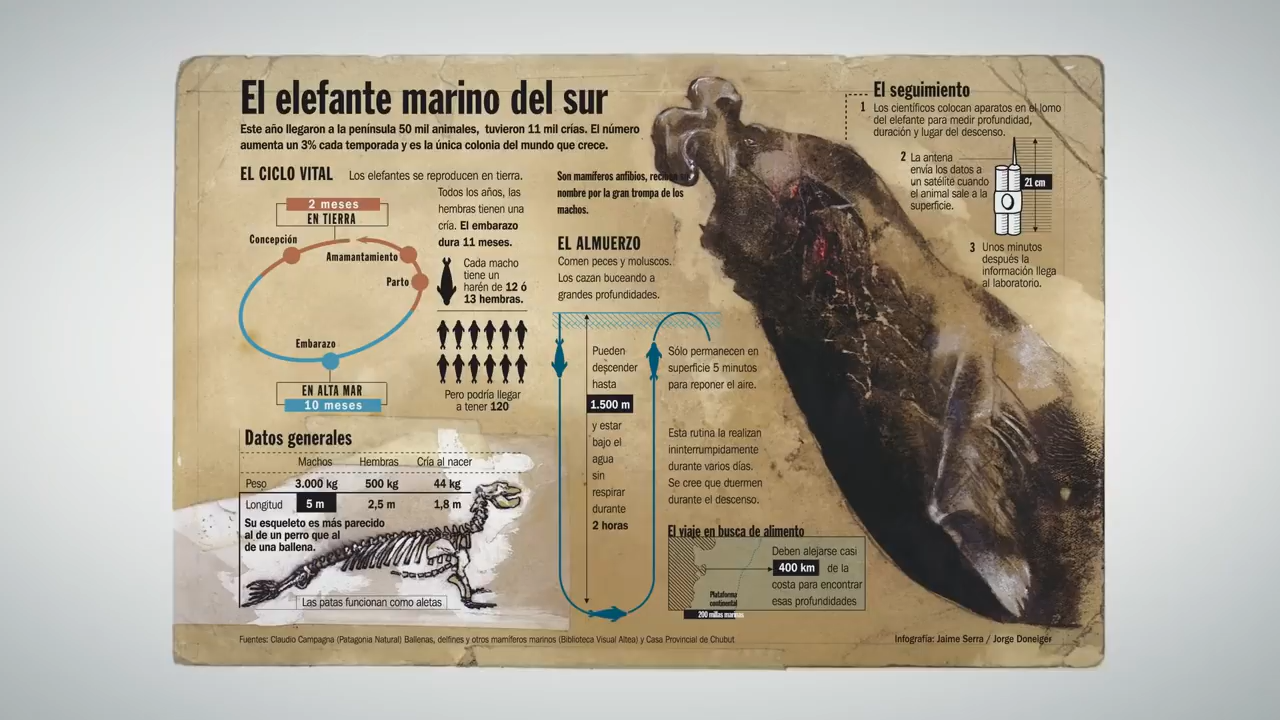 El elefante marino del sur
Este año llegaron a la península 50 mil animales, tuvieron 11 mil crías. El número
aumenta un 3% cada temporada y es la única colonia del mundo que crece.
EL CICLO VITAL
Los elefantes se reproducen en tierra.
2 meses
EN TIERRA
Concepción
Amamantamiento
Parto
Embarazo
EN ALTA MAR
10 meses
Todos los años, las
hembras tienen una
cría. El embarazo
dura 11 meses.
Cada macho
tiene un
harén de 12 ó
13 hembras.
Pero podría llegar
a tener 120
Datos generales
Machos Hembras Cría al nacer
Peso 3.000 kg 500 kg 44 kg
Longitud 5 m 2,5 m 1,8 m
Su esqueleto es más parecido
al de un perro que al
de una ballena.
Las patas funcionan como aletas
Son mamíferos anfibios, reciben su
nombre por la gran trompa de los
machos.
EL ALMUERZO
Comen peces y moluscos.
Los cazan buceando a
grandes profundidades.
Pueden
descender
hasta
1.500 m
y estar
bajo el
agua
sin
respirar
durante
2 horas
Sólo permanecen en
superficie 5 minutos
para reponer el aire.
Esta rutina la realizan
ininterrumpidamente
durante varios días.
Se cree que duermen
durante el descenso.
El viaje en busca de alimento
Deben alejarse casi
400 km de la
costa para encontrar
esas profundidades
Plataforma
continental
200 millas marinas
El seguimiento
1 Los científicos colocan aparatos en el lomo
del elefante para medir profundidad,
duración y lugar del descenso.
2 La antena
envía los datos a
un satélite cuando
el animal sale a la
superficie.
21 cm
3 Unos minutos
después la
información llega
al laboratorio.
Fuentes: Claudio Campagna (Patagonia Natural) Ballenas, delfines y otros mamíferos marinos (Biblioteca Visual Altea) y Casa Provincial de Chubut
Infografía: Jaime Serra / Jorge Doneiger